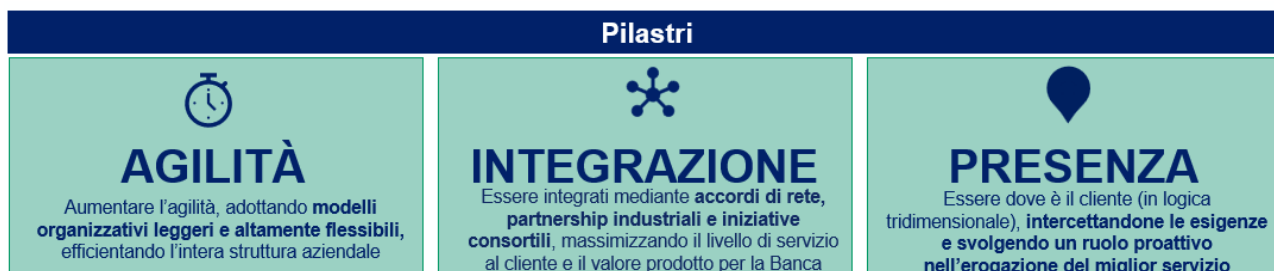 Pilastri
AGILITÀ
Aumentare l'agilità, adottando modelli
organizzativi leggeri e altamente flessibili,
efficientando l'intera struttura aziendale
INTEGRAZIONE
Essere integrati mediante accordi di rete,
partnership industriali e iniziative
consortili, massimizzando il livello di servizio
al cliente e il valore prodotto per la Banca
PRESENZA
Essere dove è il cliente (in logica
tridimensionale), intercettandone le esigenze
e svolgendo un ruolo proattivo
nell'erogazione del miglior servizio